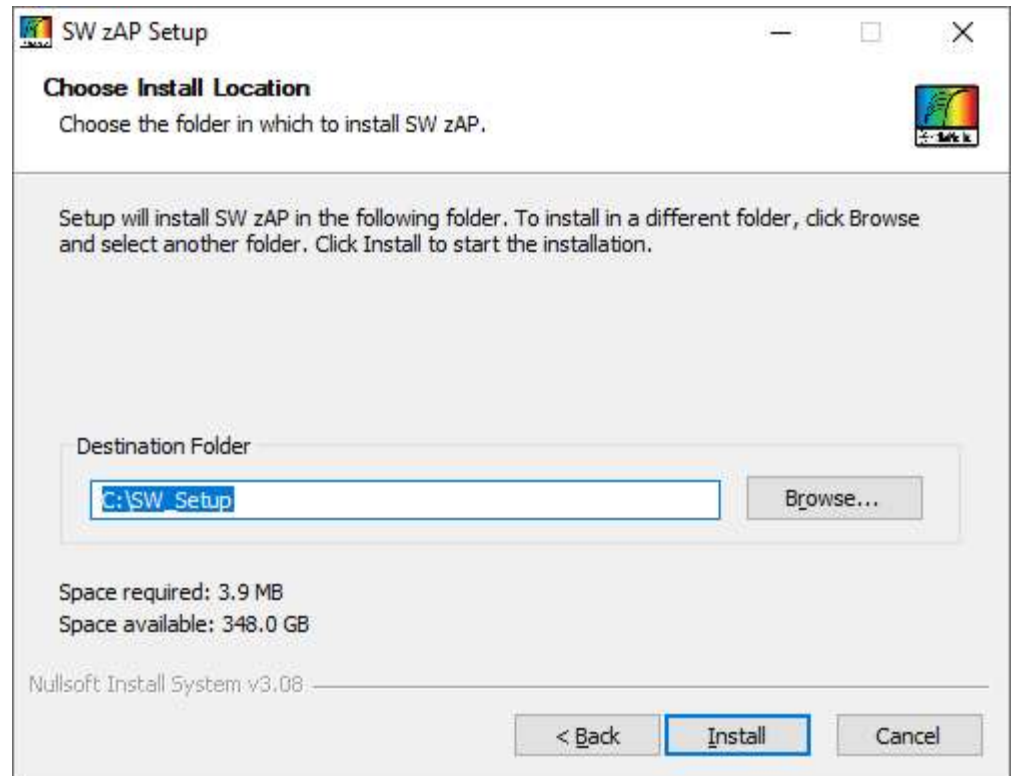 SW zAP Setup
Choose Install Location
Choose the folder in which to install SW zAP.
Setup will install SW zAP in the following folder. To install in a different folder, click Browse
and select another folder. Click Install to start the installation.
Destination Folder
C:\SW_Setup
Browse...
Space required: 3.9 MB
Space available: 348.0 GB
Nullsoft Install System v3.08
< Back
Install
Cancel